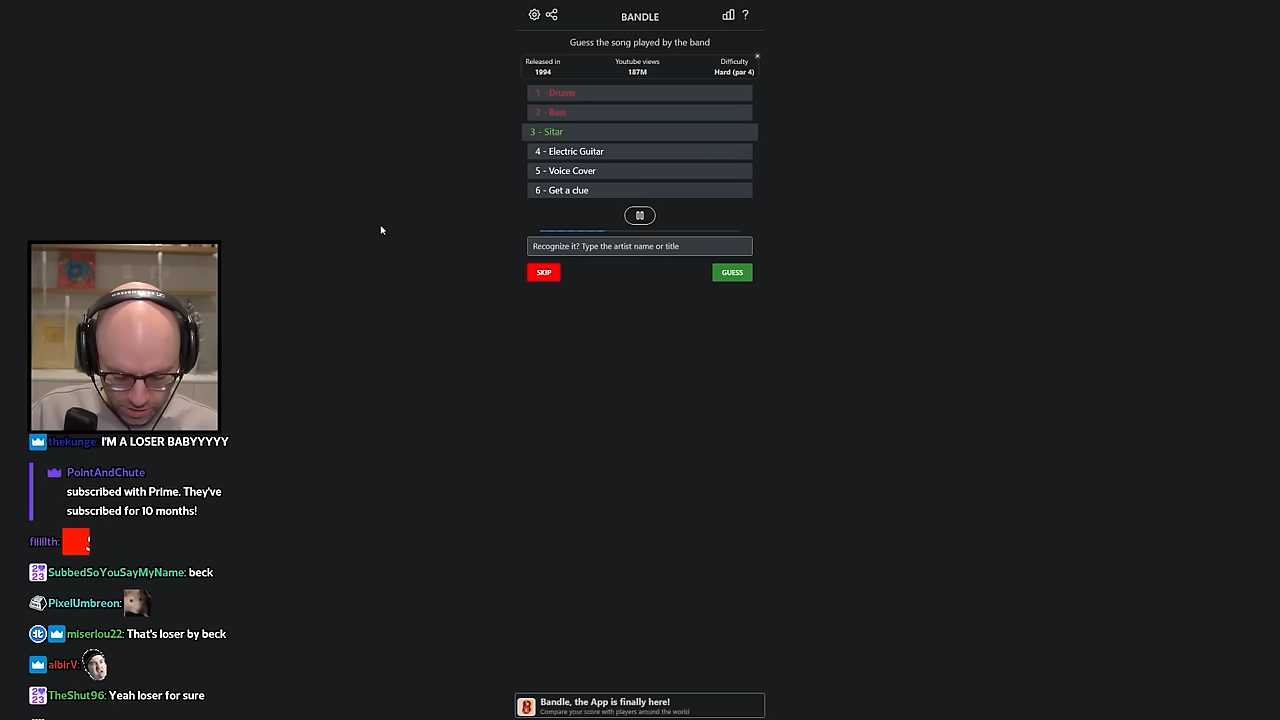 BANDLE
?
Guess the song played by the band
Released in
1994
Youtube views
187M
Difficulty
Hard (par 4)
1 - Drums
2 - Bass
3 - Sitar
4 - Electric Guitar
5 - Voice Cover
6 - Get a clue
Recognize it? Type the artist name or title
SKIP
GUESS
thekunge I'M A LOSER BABYYYYY
PointAndChute
subscribed with Prime. They've
subscribed for 10 months!
SubbedSoYouSayMyName: beck
PixelUmbreon:
miserlou22: That's loser by beck
albirV:
TheShut96: Yeah loser for sure
Bandle, the App is finally here!
Compare your score with players around the world